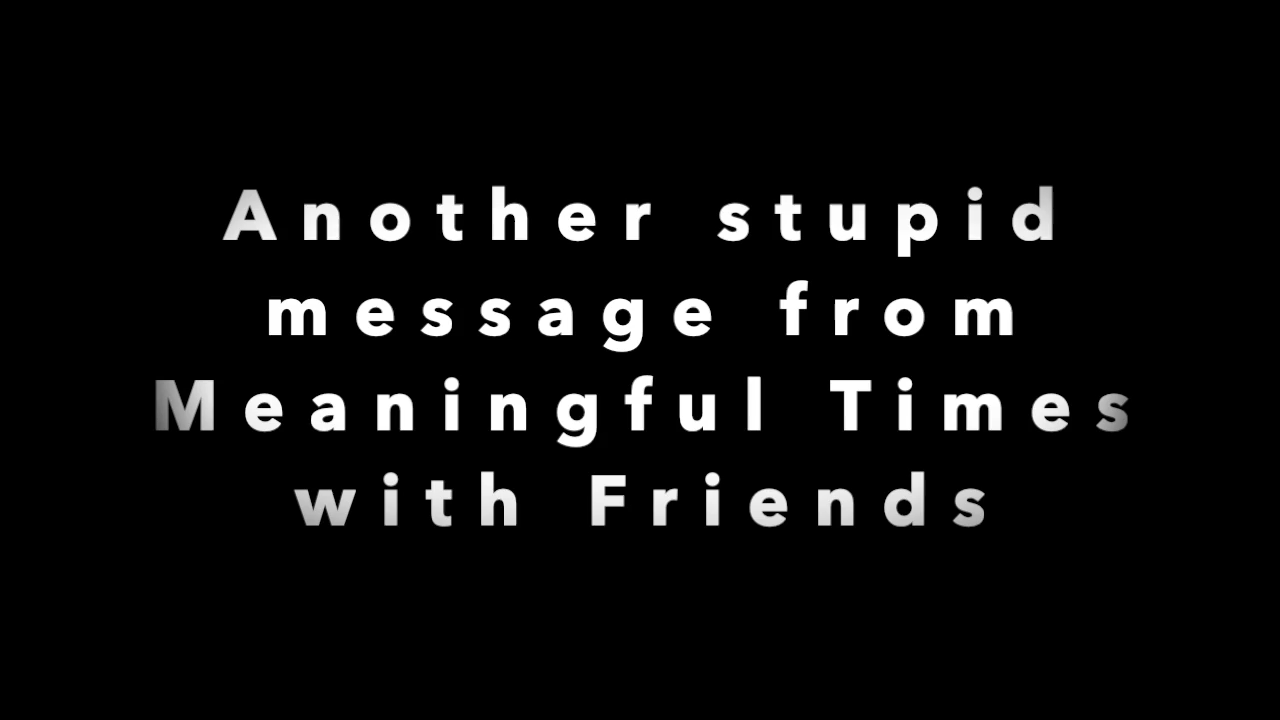 Another stupid
message from
Meaningful Times
with Friends